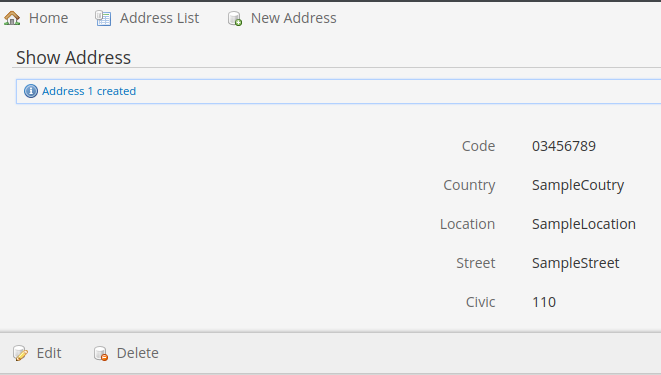 Home Address List New Address
Show Address
Address 1 created
Code 03456789
Country SampleCoutry
Location SampleLocation
Street SampleStreet
Civic 110
Edit Delete